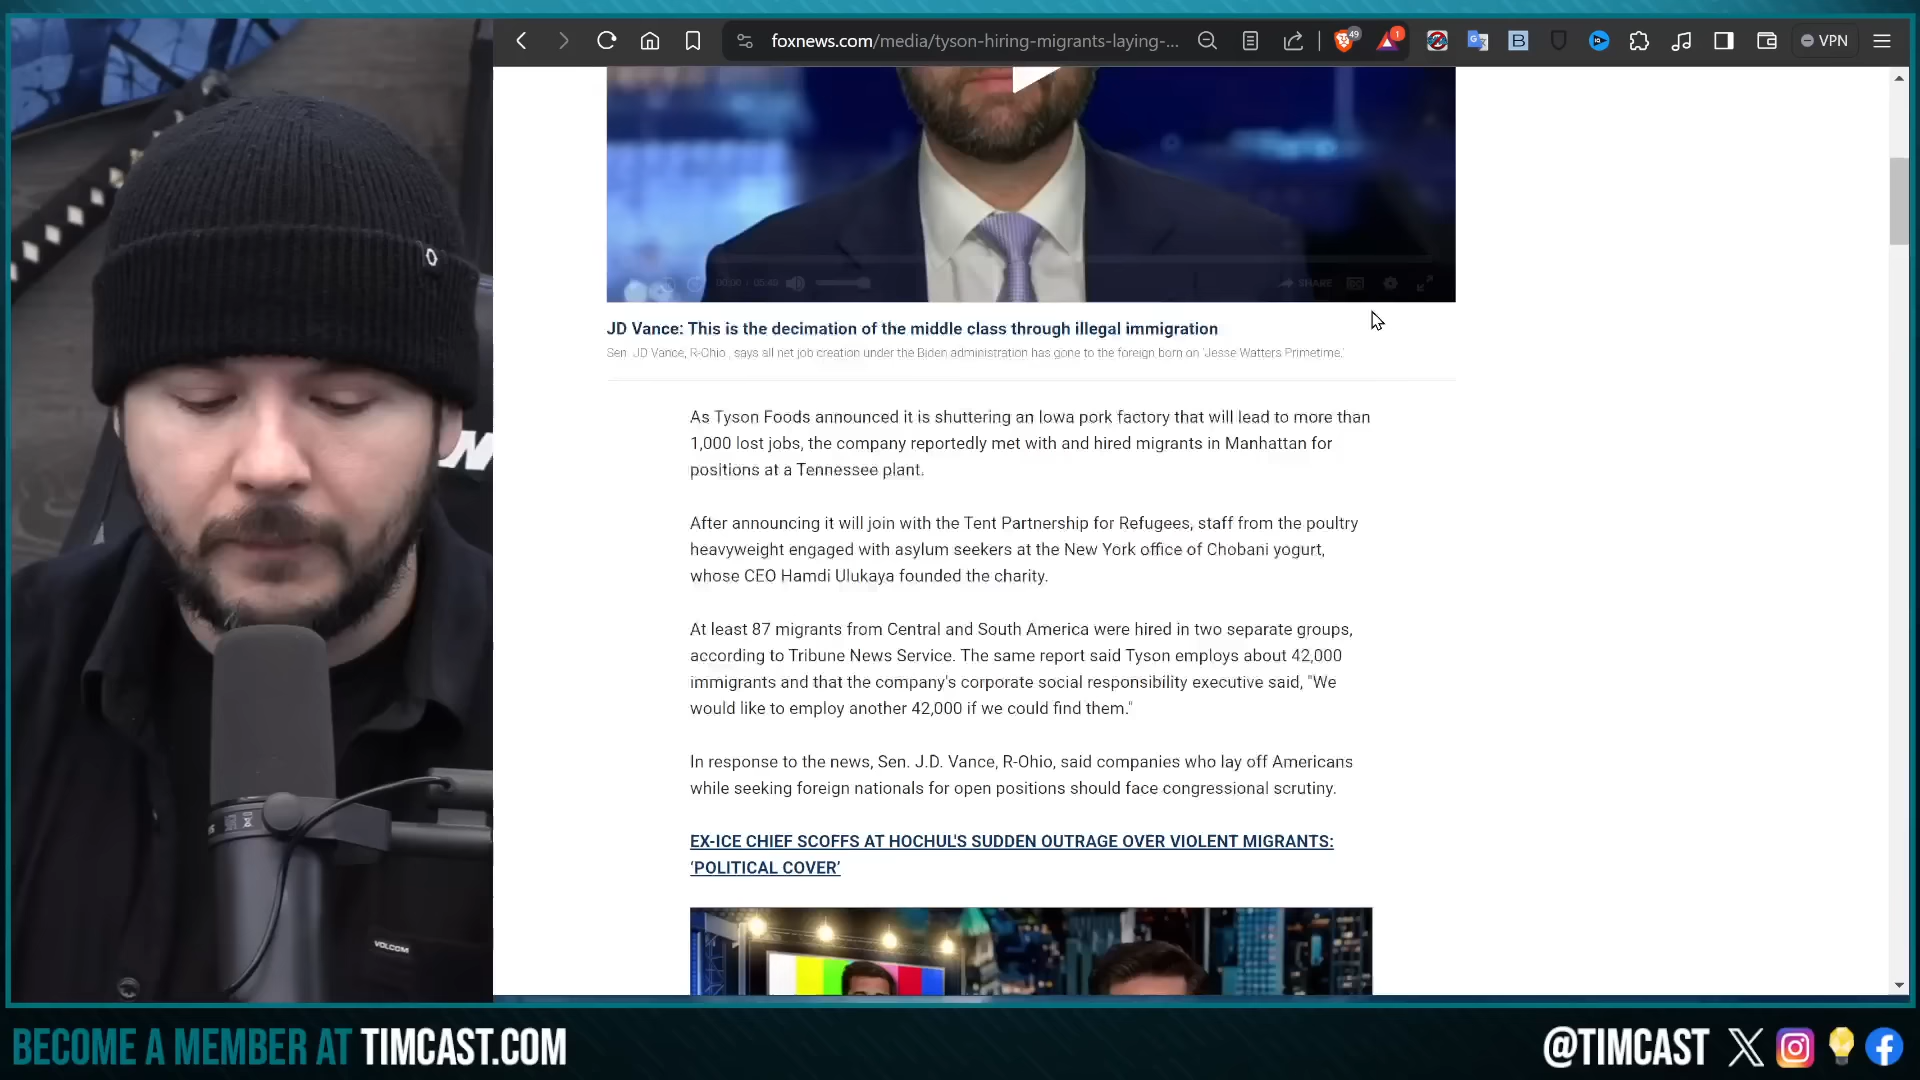 foxnews.com/media/tyson-hiring-migrants-laying-...
49
1
VPN
SHARE
JD Vance: This is the decimation of the middle class through illegal immigration
Sen. JD Vance, R-Ohio, says all net job creation under the Biden administration has gone to the foreign born on 'Jesse Watters Primetime.'
As Tyson Foods announced it is shuttering an Iowa pork factory that will lead to more than
1,000 lost jobs, the company reportedly met with and hired migrants in Manhattan for
positions at a Tennessee plant.
After announcing it will join with the Tent Partnership for Refugees, staff from the poultry
heavyweight engaged with asylum seekers at the New York office of Chobani yogurt,
whose CEO Hamdi Ulukaya founded the charity.
At least 87 migrants from Central and South America were hired in two separate groups,
according to Tribune News Service. The same report said Tyson employs about 42,000
immigrants and that the company's corporate social responsibility executive said, "We
would like to employ another 42,000 if we could find them."
In response to the news, Sen. J.D. Vance, R-Ohio, said companies who lay off Americans
while seeking foreign nationals for open positions should face congressional scrutiny.
EX-ICE CHIEF SCOFFS AT HOCHUL'S SUDDEN OUTRAGE OVER VIOLENT MIGRANTS:
‘POLITICAL COVER’
VOLCOM
BECOME A MEMBER AT TIMCAST.COM
@TIMCAST